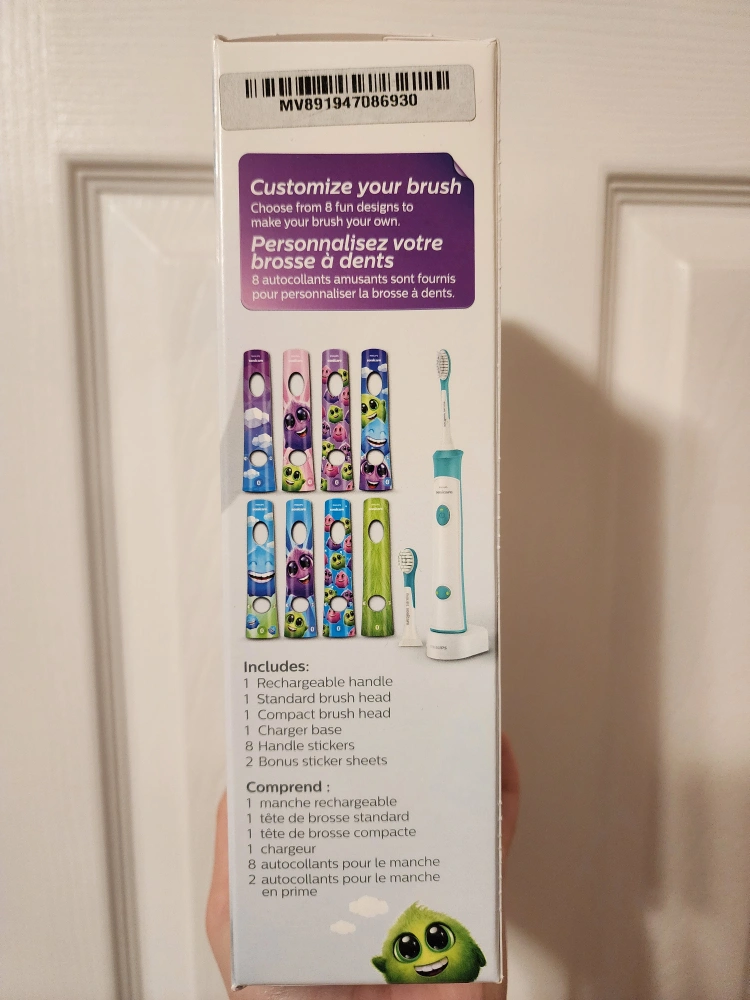 MV891947086930
Customize your brush
Choose from 8 fun designs to
make your brush your own.
Personnalisez votre
brosse à dents
8 autocollants amusants sont fournis
pour personnaliser la brosse à dents.
Includes:
1 Rechargeable handle
1 Standard brush head
1 Compact brush head
1 Charger base
8 Handle stickers
2 Bonus sticker sheets
Comprend :
1 manche rechargeable
1 tête de brosse standard
1 tête de brosse compacte
1 chargeur
8 autocollants pour le manche
2 autocollants pour le manche
en prime